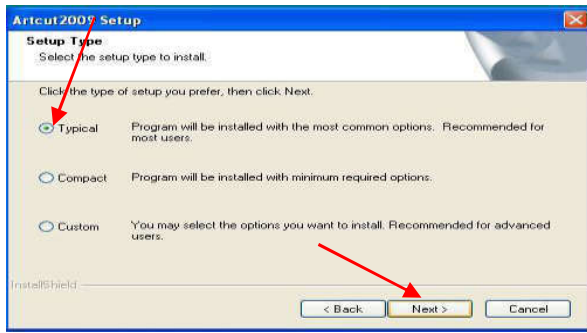 Artcut2009 Setup
Setup Type
Select the setup type to install.
Click the type of setup you prefer, then click Next.
Typical
Program will be installed with the most common options. Recommended for
most users.
Compact
Program will be installed with minimum required options.
Custom
You may select the options you want to install. Recommended for advanced
users.
InstallShield
< Back
Next >
Cancel